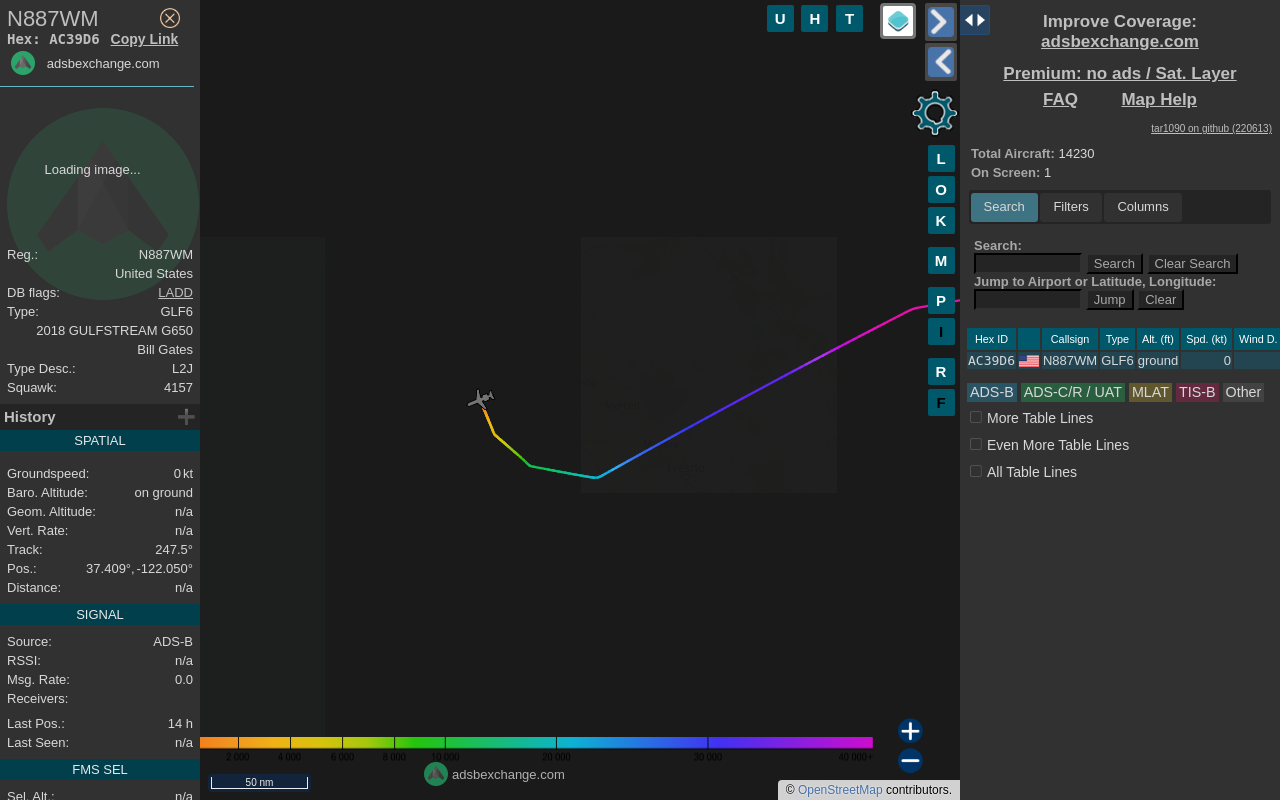 N887WM
Hex: AC39D6 Copy Link
adsbexchange.com
Loading image...
Reg.: N887WM
United States
DB flags: LADD
Type: GLF6
2018 GULFSTREAM G650
Bill Gates
Type Desc.: L2J
Squawk: 4157
History
SPATIAL
Groundspeed: 0 kt
Baro. Altitude: on ground
Geom. Altitude: n/a
Vert. Rate: n/a
Track: 247.5°
Pos.: 37.409°, -122.050°
Distance: n/a
SIGNAL
Source: ADS-B
RSSI: n/a
Msg. Rate: 0.0
Receivers:
Last Pos.: 14 h
Last Seen: n/a
FMS SEL
Sel. Alt.: n/a
U H T
L
O
K
M
P
I
R
F
2 000 4 000 6 000 8 000 10 000 20 000 30 000 40 000+
50 nm
adsbexchange.com
© OpenStreetMap contributors.
Improve Coverage:
adsbexchange.com
Premium: no ads / Sat. Layer
FAQ Map Help
tar1090 on github (220613)
Total Aircraft: 14230
On Screen: 1
Search Filters Columns
Search:
Search Clear Search
Jump to Airport or Latitude, Longitude:
Jump Clear
Hex ID Callsign Type Alt. (ft) Spd. (kt) Wind D.
AC39D6 N887WM GLF6 ground 0
ADS-B ADS-C/R / UAT MLAT TIS-B Other
More Table Lines
Even More Table Lines
All Table Lines